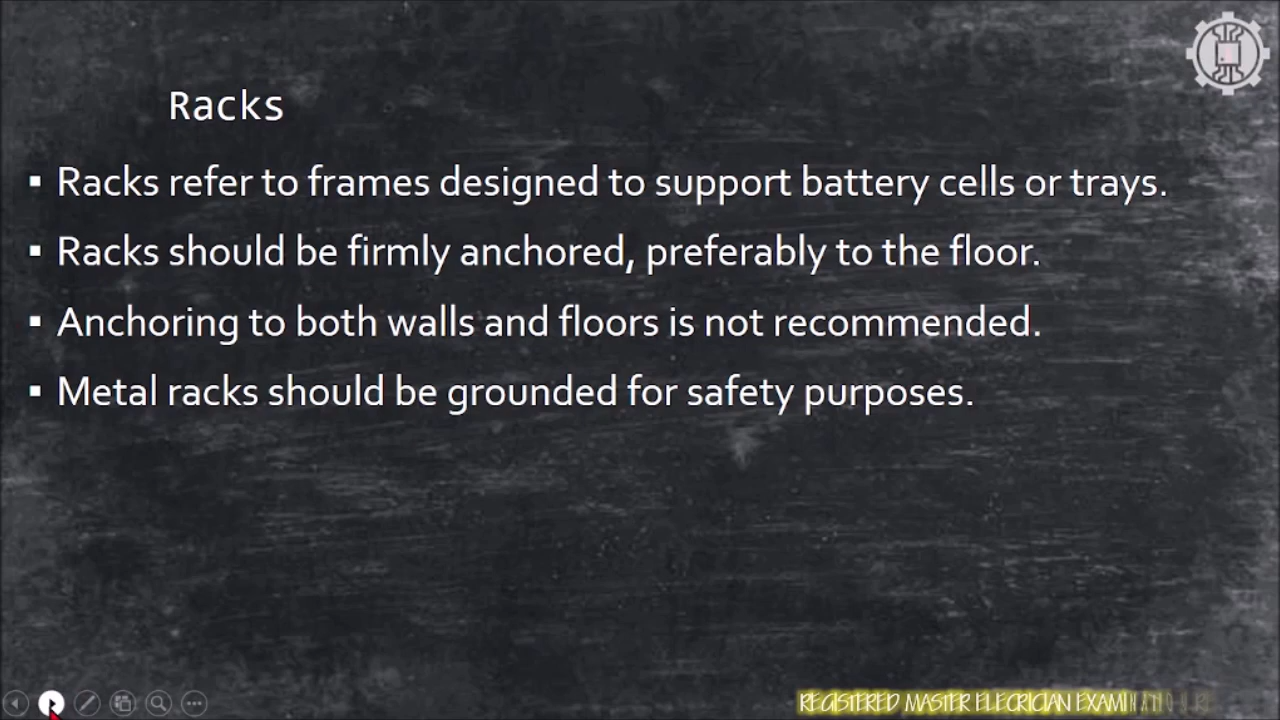 Racks
▪ Racks refer to frames designed to support battery cells or trays.
▪ Racks should be firmly anchored, preferably to the floor.
▪ Anchoring to both walls and floors is not recommended.
▪ Metal racks should be grounded for safety purposes.
REGISTERED MASTER ELECRICIAN EXAMINATION